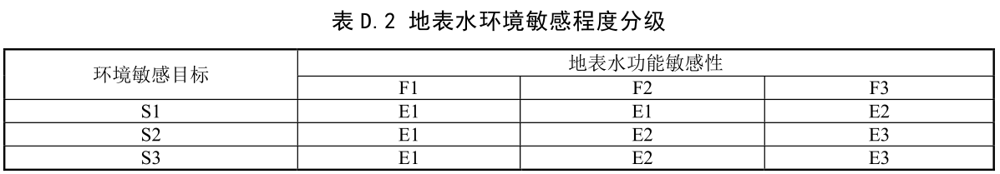 表 D.2 地表水环境敏感程度分级
环境敏感目标 地表水功能敏感性
F1 F2 F3
S1 E1 E1 E2
S2 E1 E2 E3
S3 E1 E2 E3